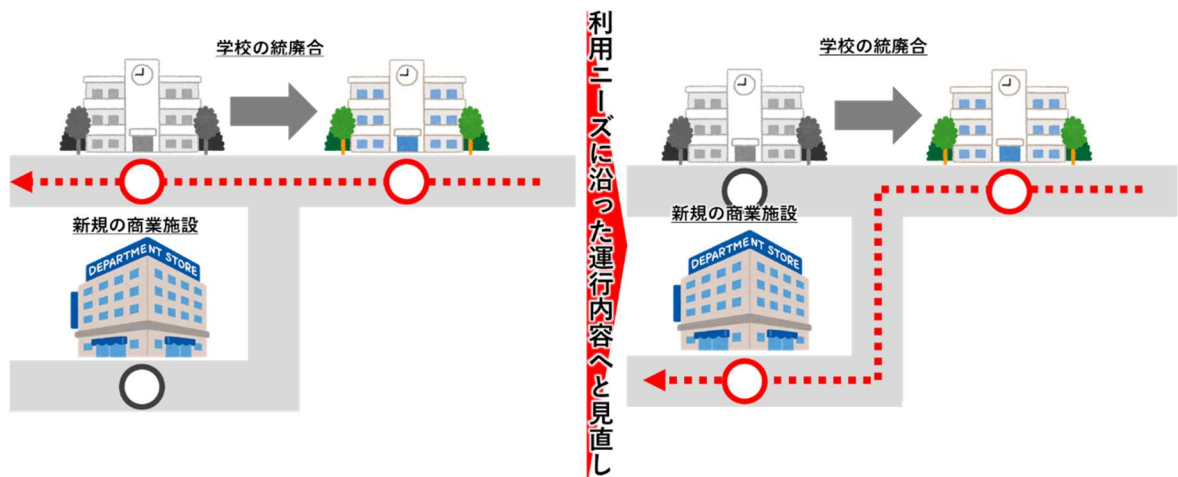 学校の統廃合
新規の商業施設
DEPARTMENT STORE
利用ニーズに沿った運行内容へと見直し
学校の統廃合
新規の商業施設
DEPARTMENT STORE